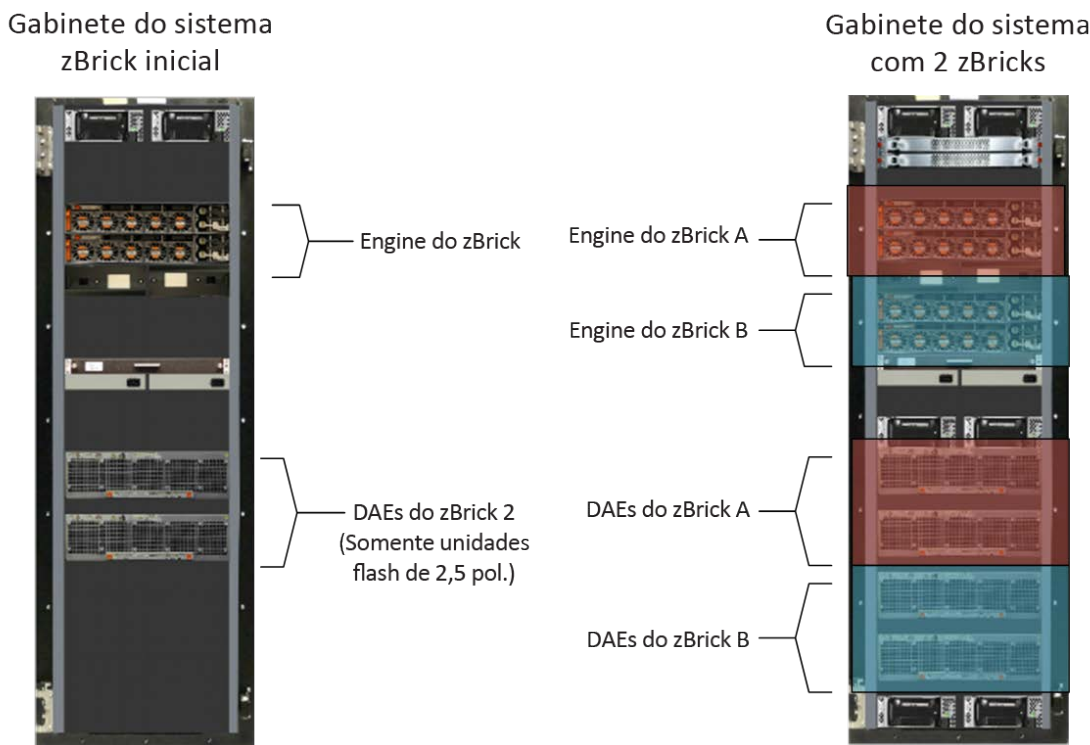 Gabinete do sistema
zBrick inicial
Engine do zBrick
DAEs do zBrick 2
(Somente unidades
flash de 2,5 pol.)
Gabinete do sistema
com 2 zBricks
Engine do zBrick A
Engine do zBrick B
DAEs do zBrick A
DAEs do zBrick B